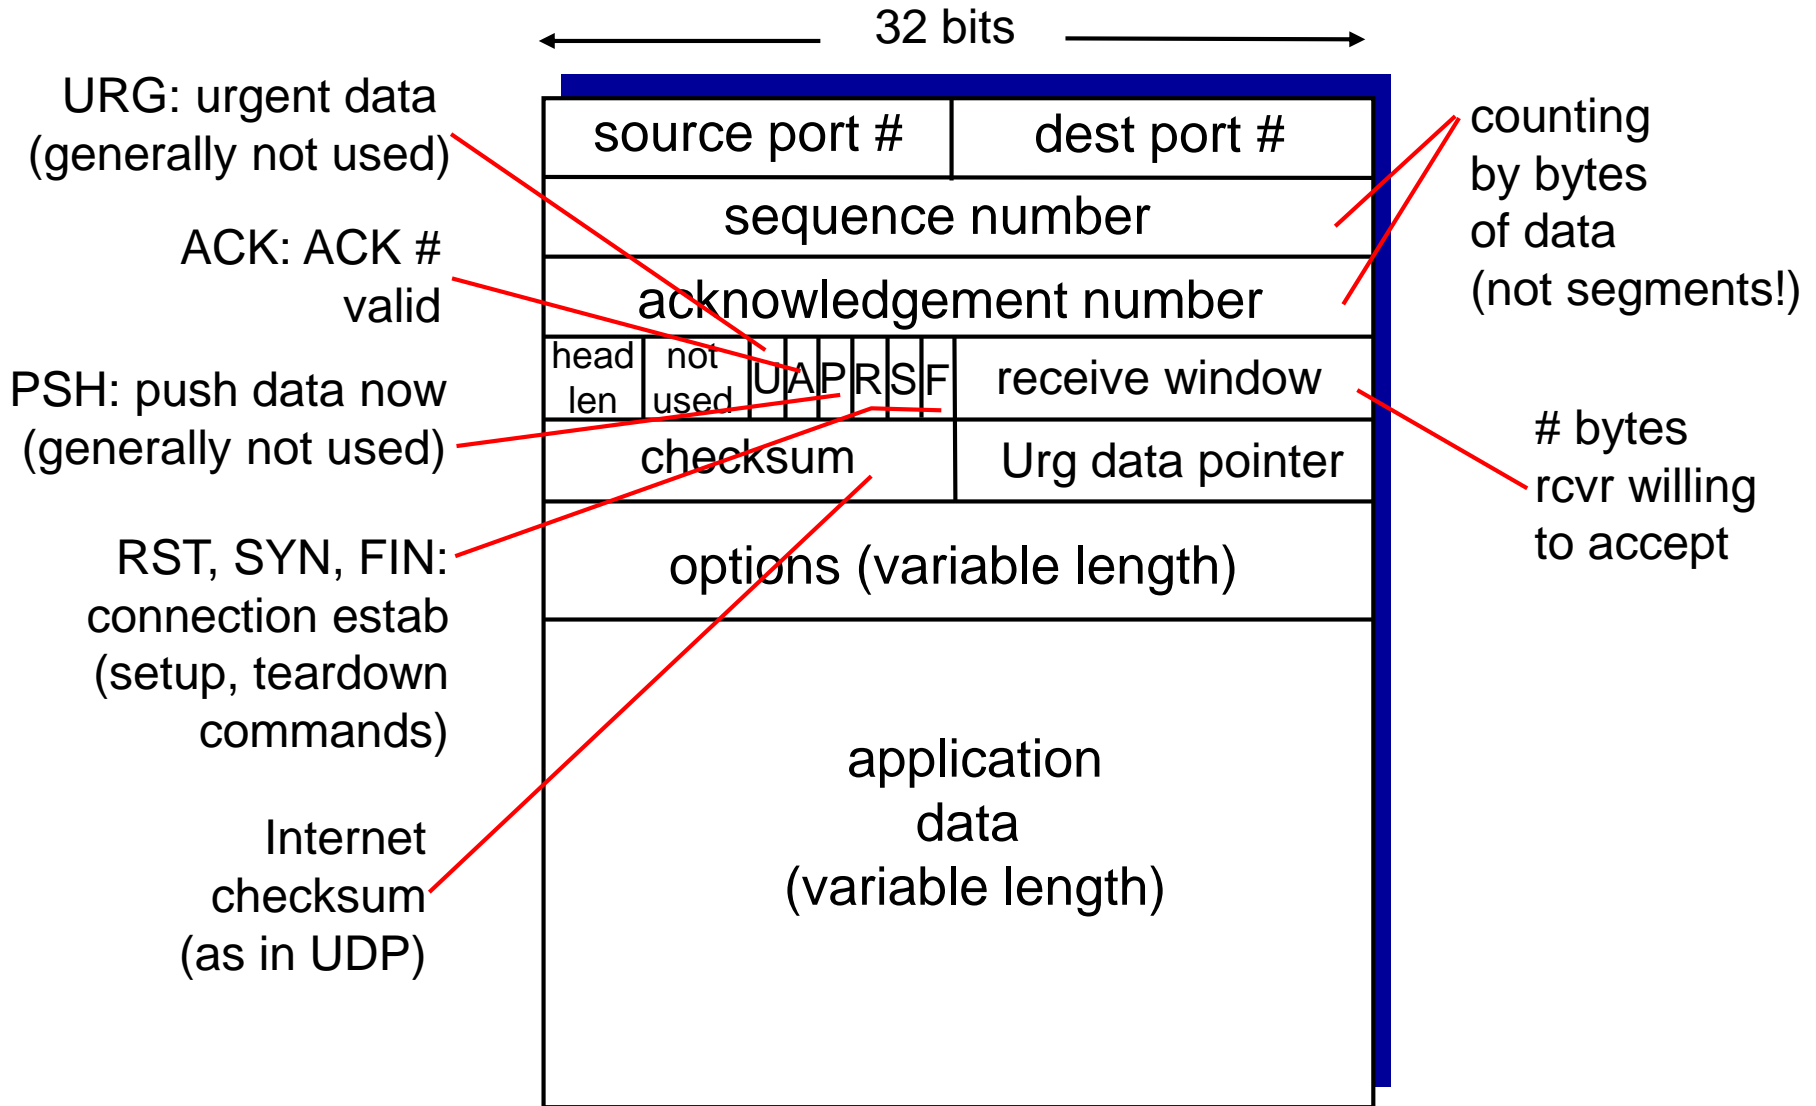 32 bits
URG: urgent data
(generally not used)
ACK: ACK #
valid
PSH: push data now
(generally not used)
RST, SYN, FIN:
connection estab
(setup, teardown
commands)
Internet
checksum
(as in UDP)
source port #
dest port #
sequence number
acknowledgement number
head
len
not
used
U
A
P
R
S
F
receive window
checksum
Urg data pointer
options (variable length)
application
data
(variable length)
counting
by bytes
of data
(not segments!)
# bytes
rcvr willing
to accept